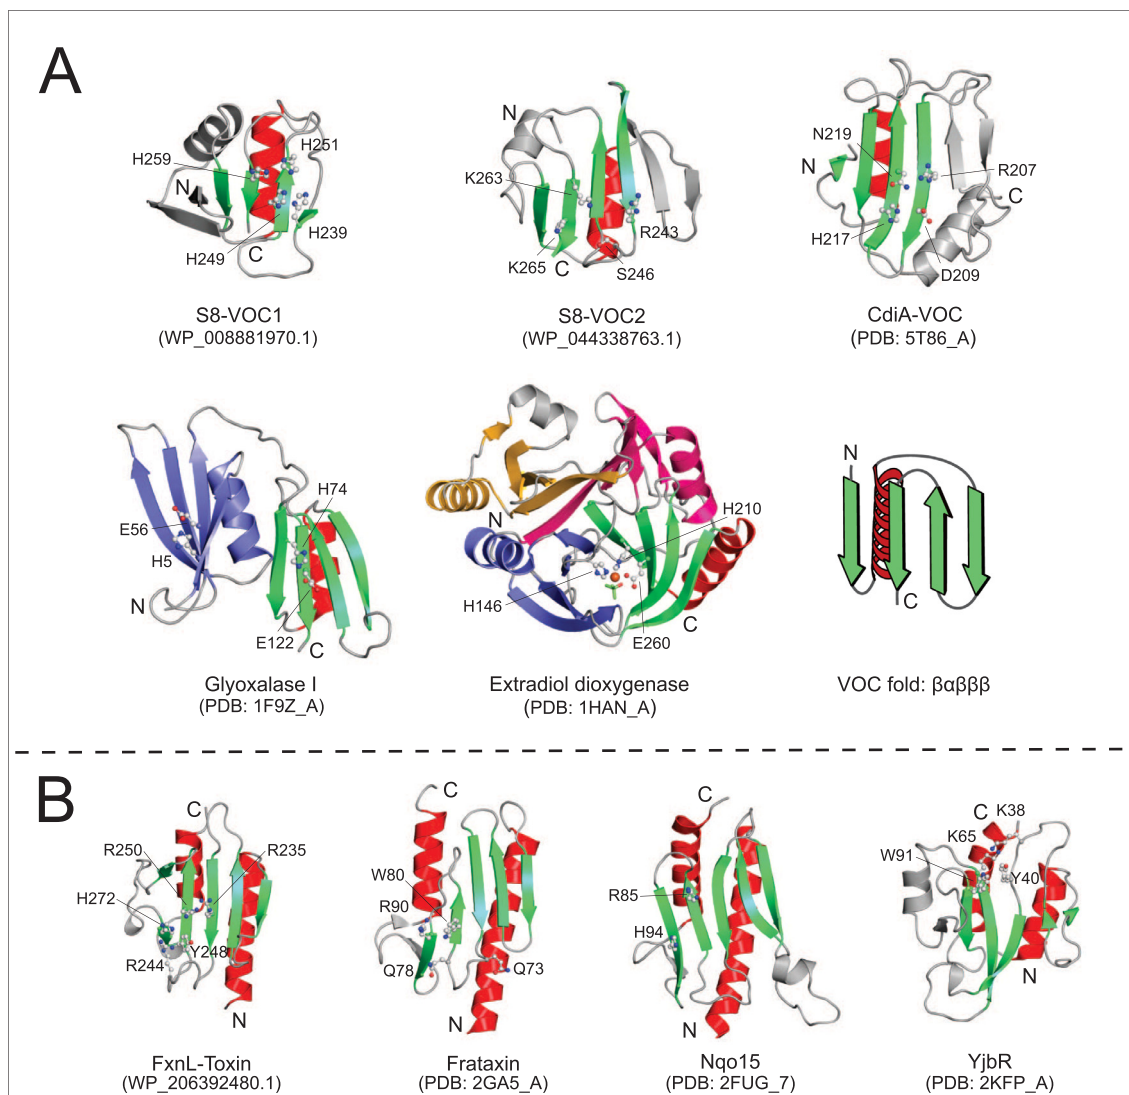 A
H251
H259
N
H239
H249
C
S8-VOC1
(WP_008881970.1)
N
K263
R243
K265
C
S246
S8-VOC2
(WP_044338763.1)
N219
N
R207
C
H217
D209
CdiA-VOC
(PDB: 5T86_A)
H74
E56
H5
N
E122
C
Glyoxalase I
(PDB: 1F9Z_A)
H210
N
H146
C
E260
Extradiol dioxygenase
(PDB: 1HAN_A)
N
C
VOC fold: βαβββ
B
C
R250
R235
H272
Y248
R244
N
FxnL-Toxin
(WP_206392480.1)
C
W80
R90
Q78
Q73
N
Frataxin
(PDB: 2GA5_A)
C
R85
H94
N
Nqo15
(PDB: 2FUG_7)
C
K38
K65
W91
Y40
N
YjbR
(PDB: 2KFP_A)